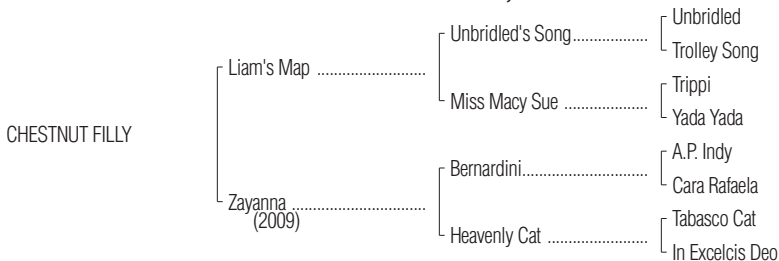 Unbridled
Unbridled's Song..................
Trolley Song
Liam's Map ..........................
Trippi
Miss Macy Sue ....................
Yada Yada
CHESTNUT FILLY
A.P. Indy
Bernardini...........................
Cara Rafaela
Zayanna ................................
(2009)
Tabasco Cat
Heavenly Cat ........................
In Excelcis Deo